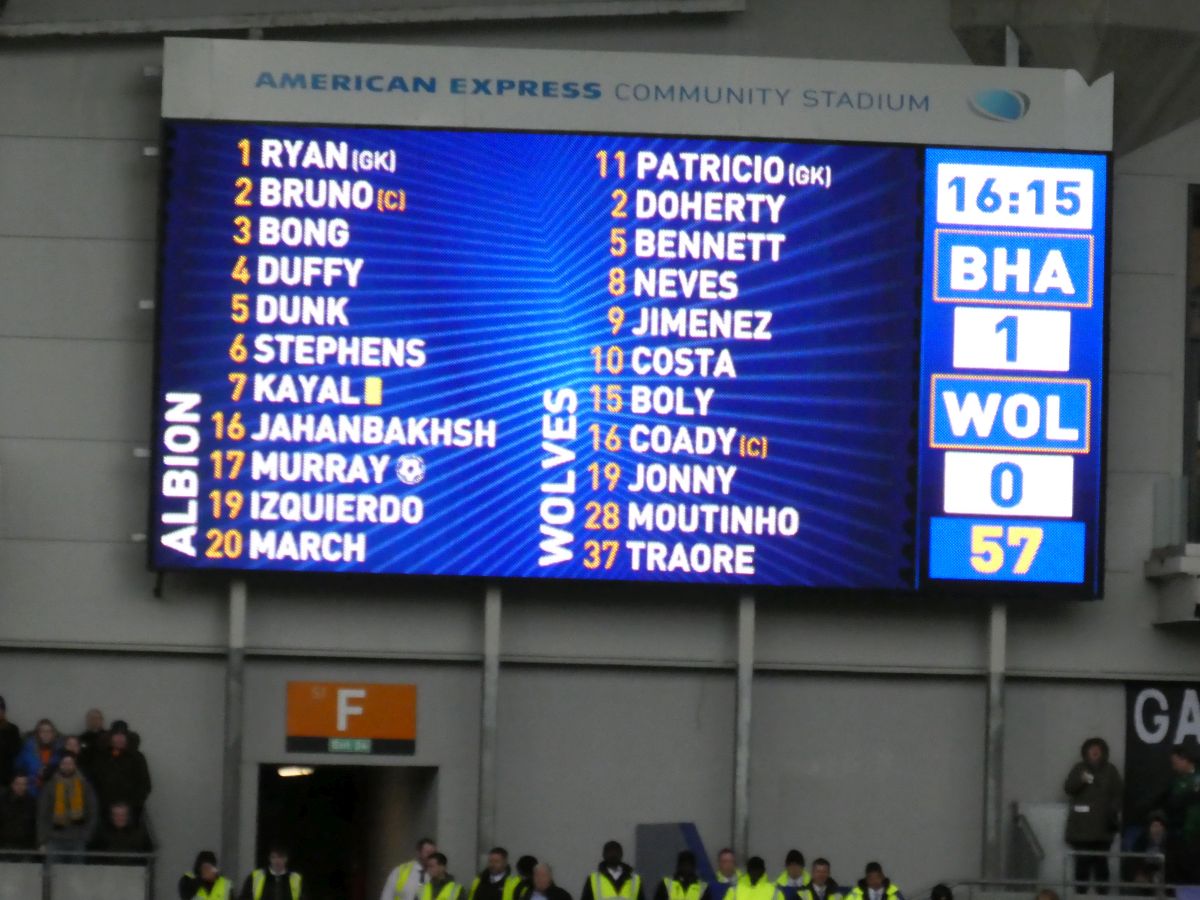 AMERICAN EXPRESS COMMUNITY STADIUM
ALBION
1 RYAN (GK)
2 BRUNO (C)
3 BONG
4 DUFFY
5 DUNK
6 STEPHENS
7 KAYAL
16 JAHANBAKHSH
17 MURRAY
19 IZQUIERDO
20 MARCH
WOLVES
11 PATRICIO (GK)
2 DOHERTY
5 BENNETT
8 NEVES
9 JIMENEZ
10 COSTA
15 BOLY
16 COADY (C)
19 JONNY
28 MOUTINHO
37 TRAORE
16:15
BHA
1
WOL
0
57
F
GA